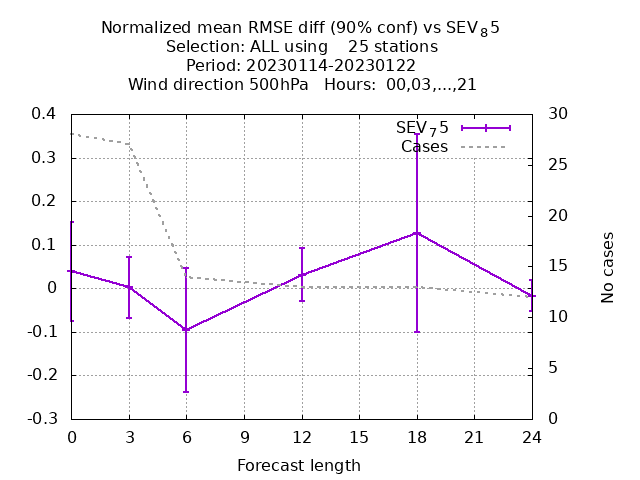 Normalized mean RMSE diff (90% conf) vs SEV₈5
Selection: ALL using    25 stations
Period: 20230114-20230122
Wind direction 500hPa   Hours:  00,03,...,21
SEV₇5
Cases
0.4
0.3
0.2
0.1
0
-0.1
-0.2
-0.3
30
25
20
15
10
5
0
No cases
0 3 6 9 12 15 18 21 24
Forecast length